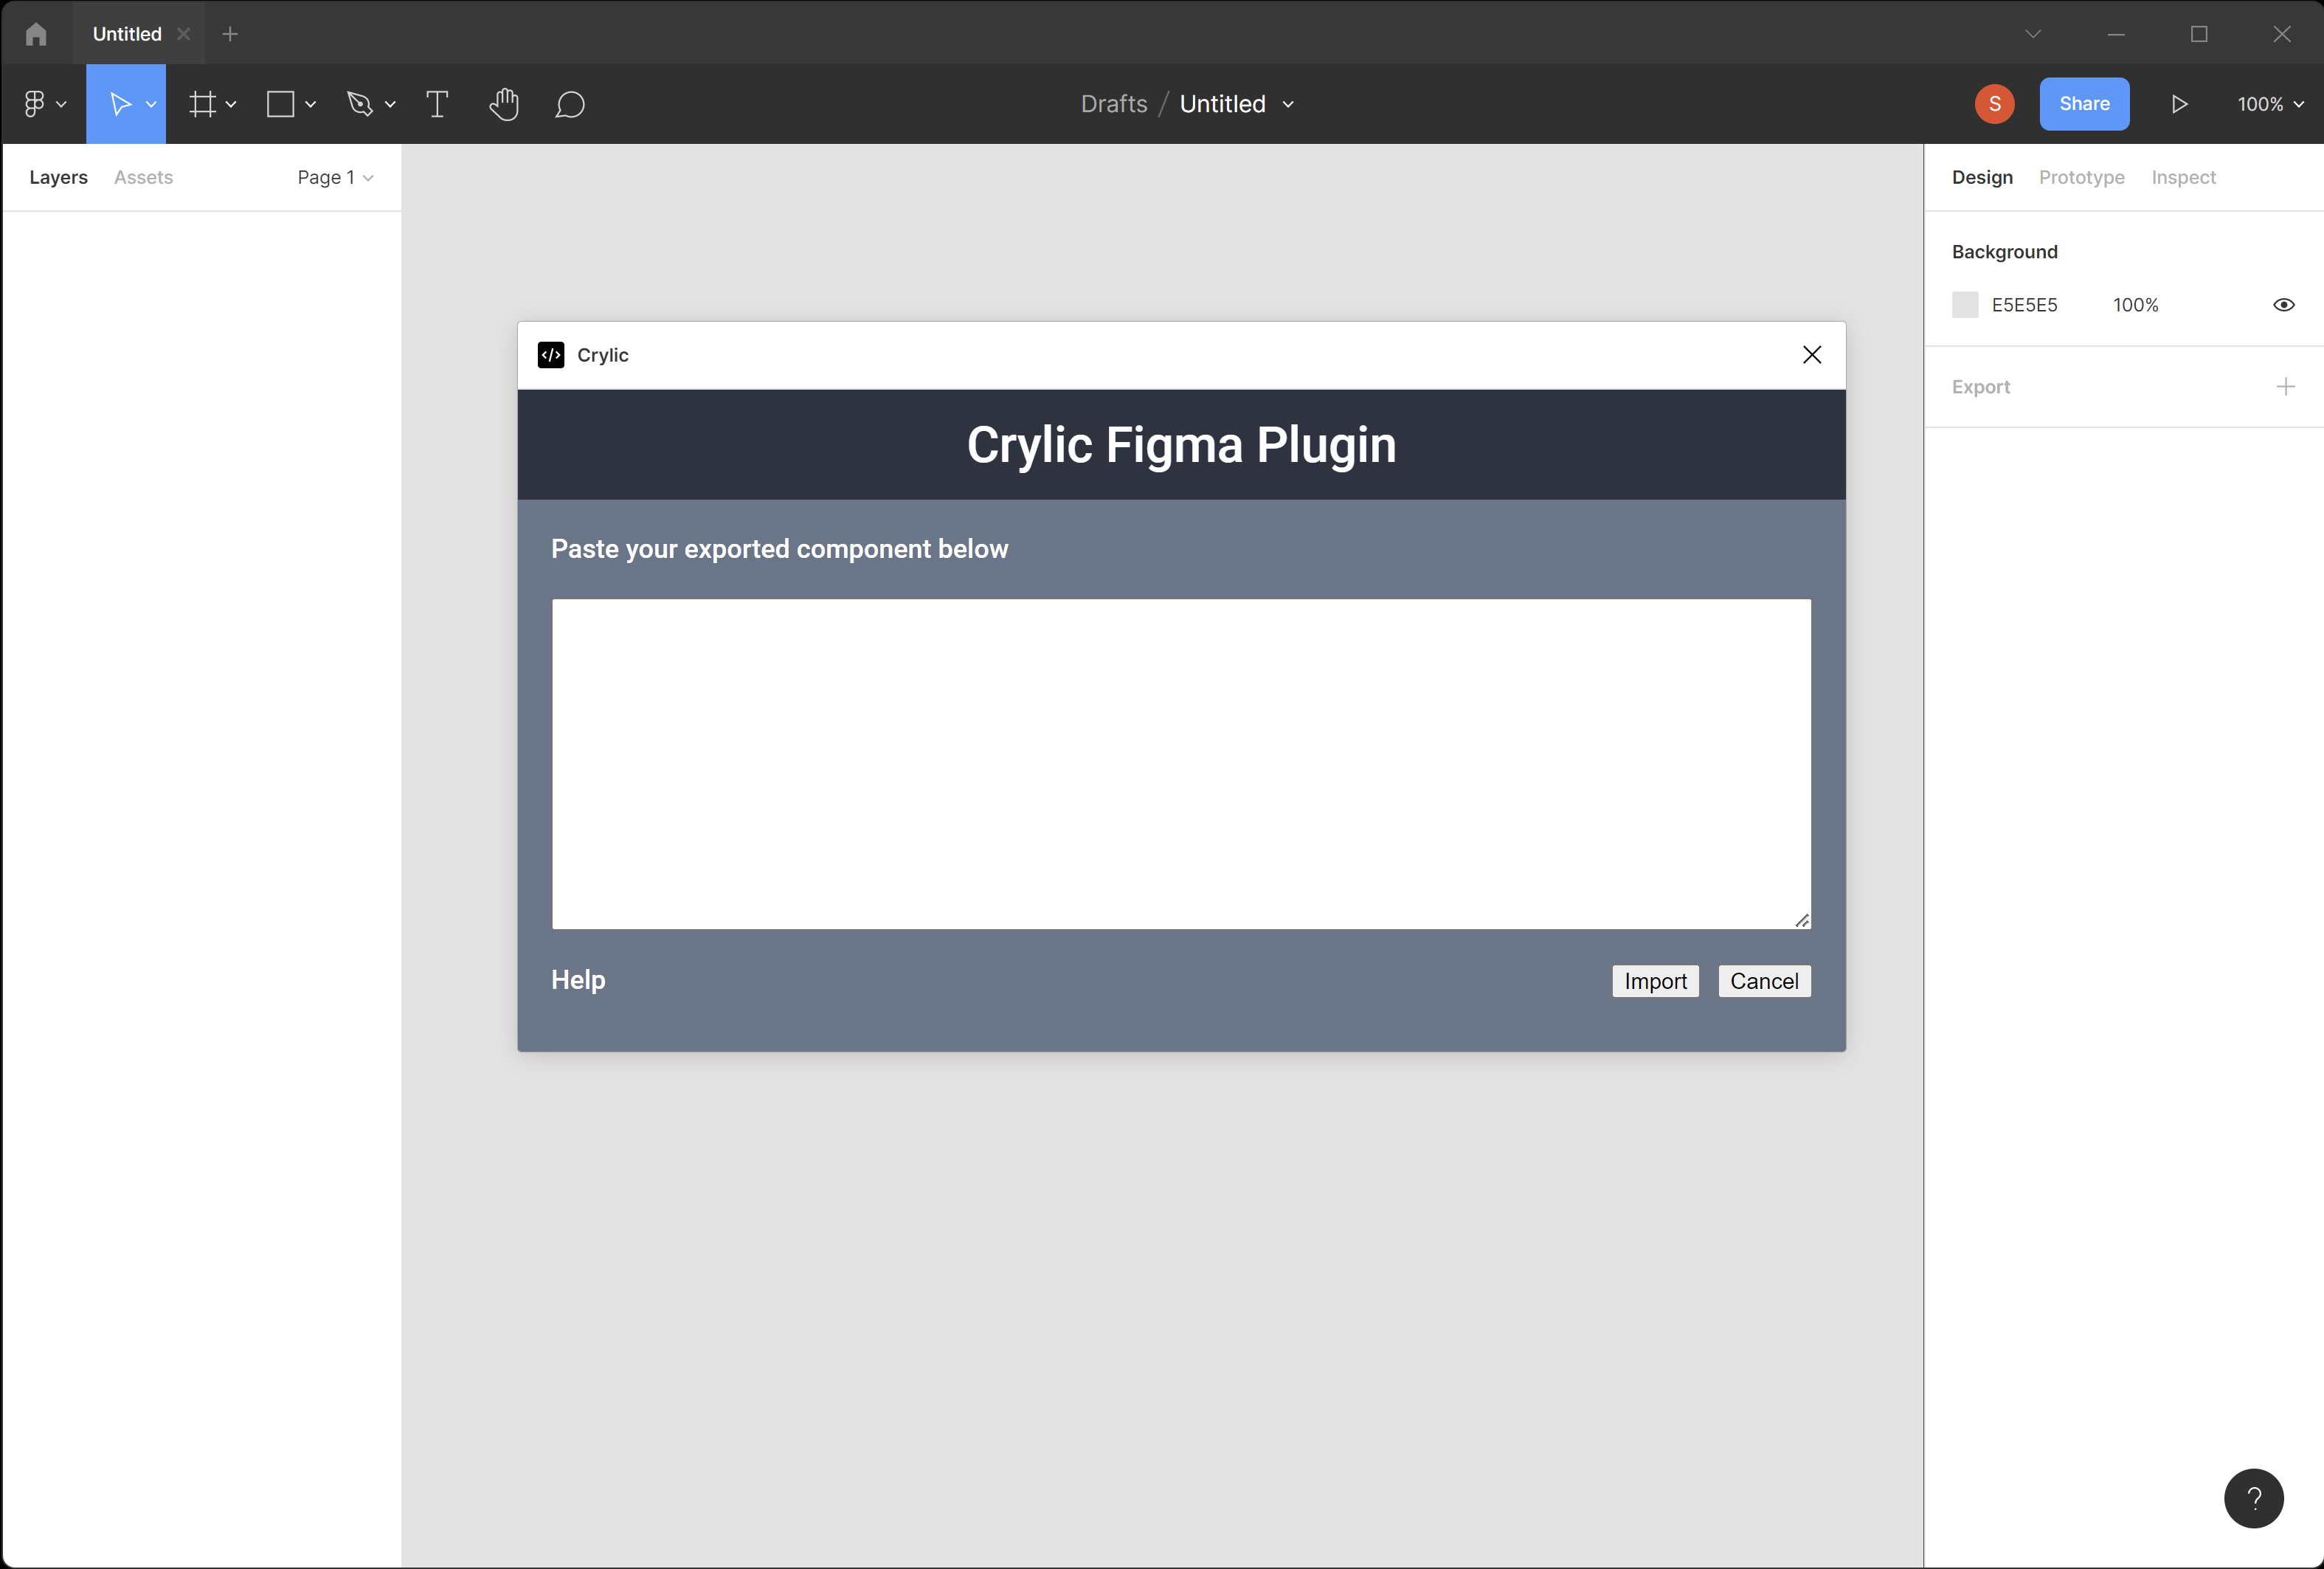 Untitled
Drafts / Untitled
S
Share
100%
Layers Assets Page 1
Design Prototype Inspect
Background
E5E5E5 100%
Export
Crylic
Crylic Figma Plugin
Paste your exported component below
Help
Import Cancel
?